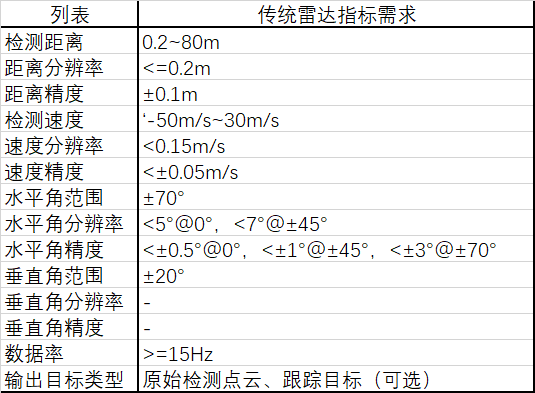 列表 传统雷达指标需求
检测距离 0.2~80m
距离分辨率 <=0.2m
距离精度 ±0.1m
检测速度 ‘-50m/s~30m/s
速度分辨率 <0.15m/s
速度精度 <±0.05m/s
水平角范围 ±70°
水平角分辨率 <5°@0°，<7°@±45°
水平角精度 <±0.5°@0°，<±1°@±45°，<±3°@±70°
垂直角范围 ±20°
垂直角分辨率 -
垂直角精度 -
数据率 >=15Hz
输出目标类型 原始检测点云、跟踪目标（可选）